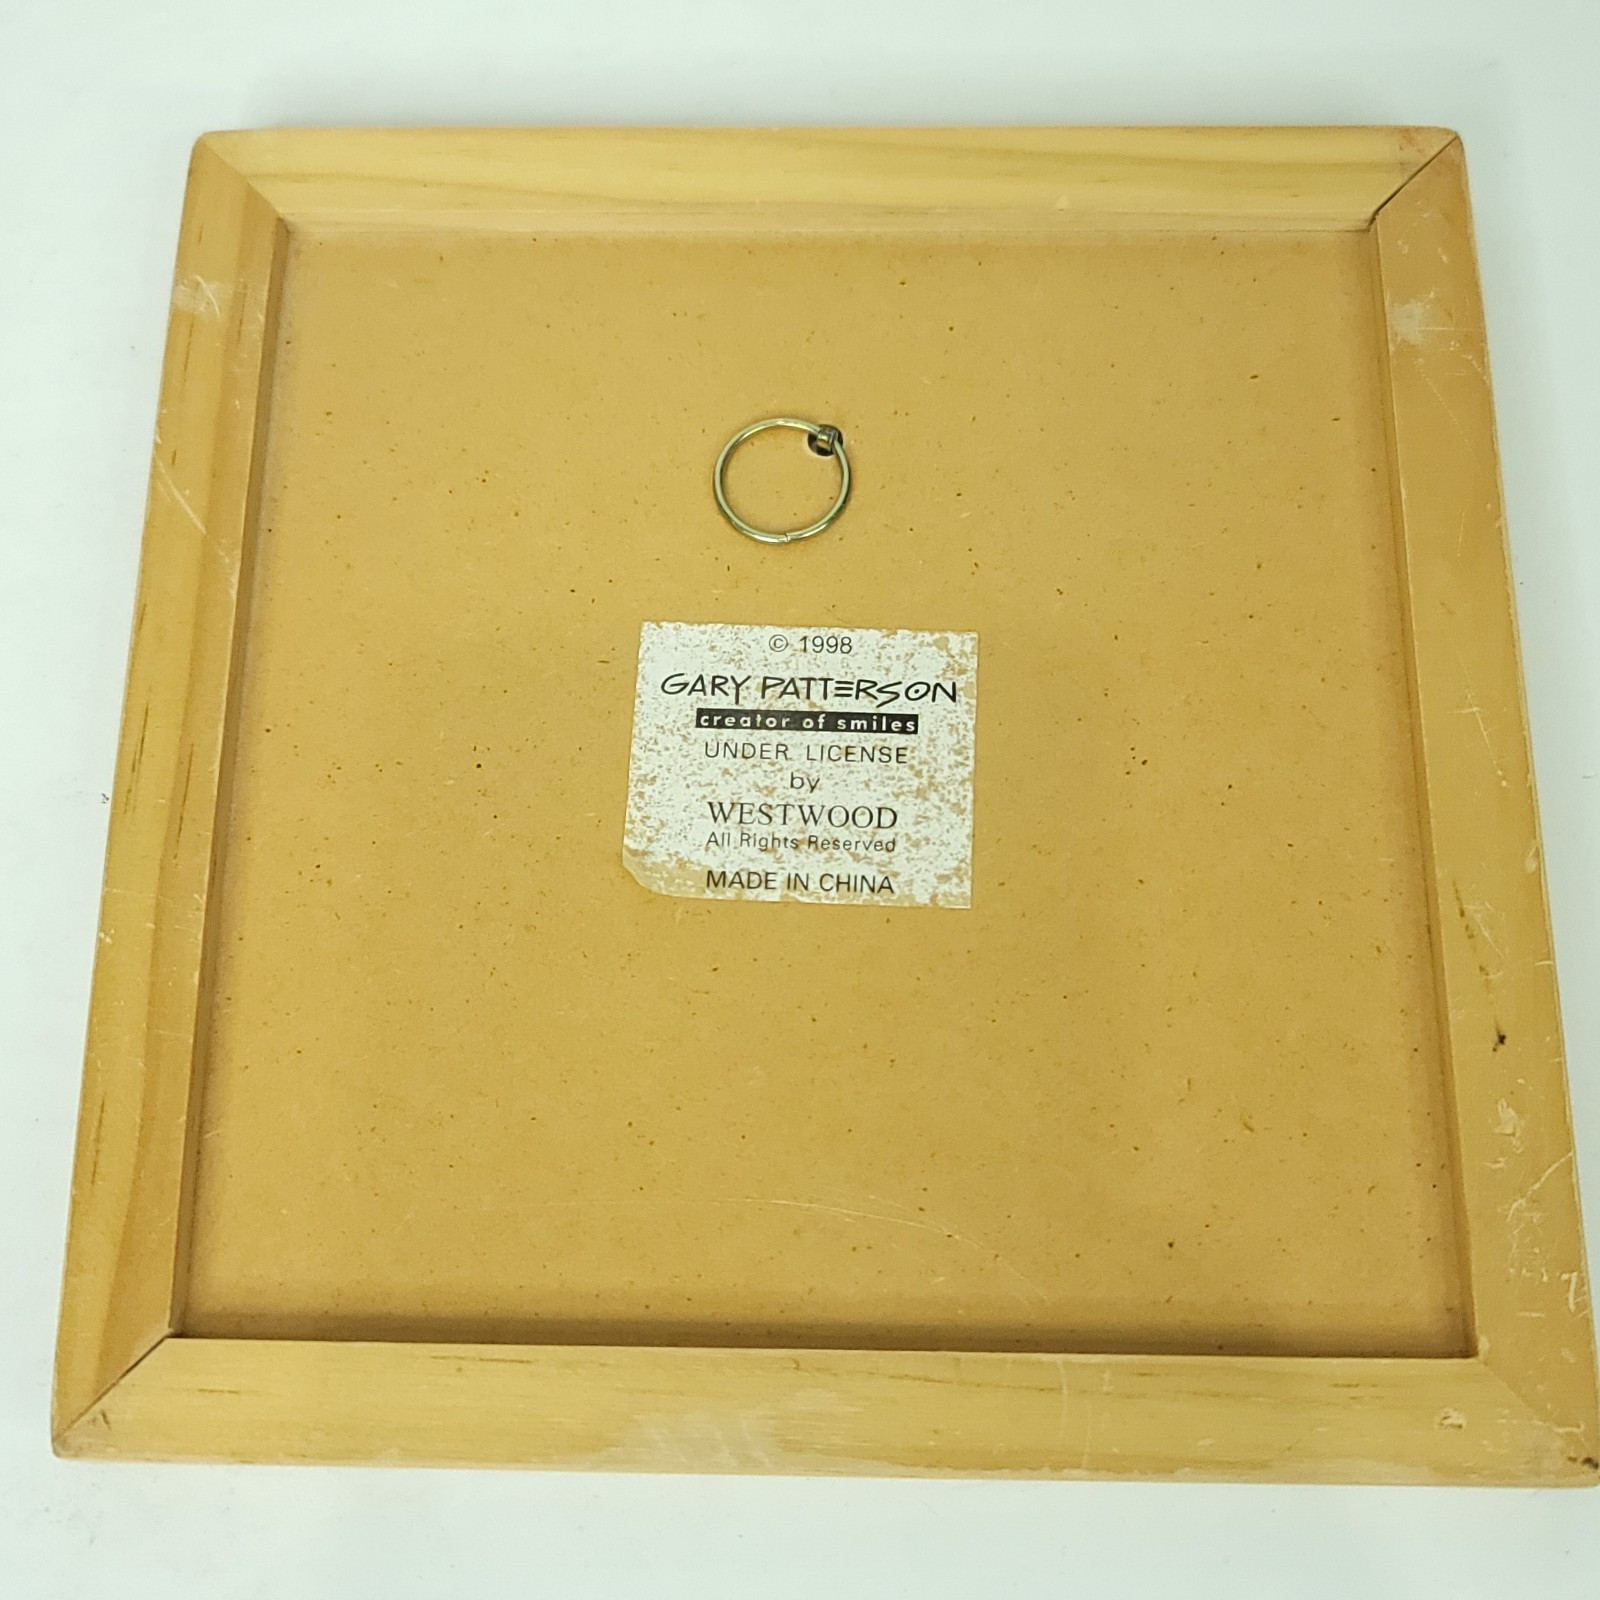 © 1998
GARY PATTERSON
creator of smiles
UNDER LICENSE
by
WESTWOOD
All Rights Reserved
MADE IN CHINA